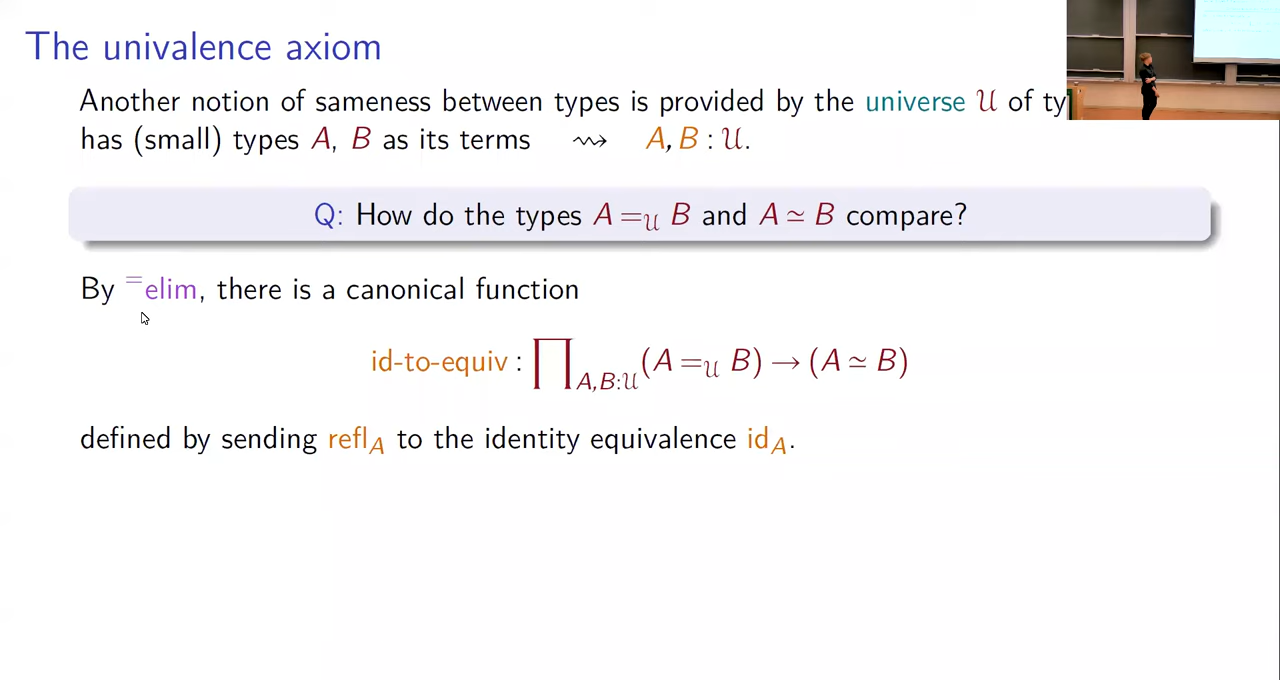 The univalence axiom
Another notion of sameness between types is provided by the universe 𝒰 of
has (small) types A, B as its terms ⇝ A, B : 𝒰.
Q: How do the types A =𝒰 B and A ≃ B compare?
By ⁼elim, there is a canonical function
id-to-equiv : ∏A,B:𝒰 (A =𝒰 B) → (A ≃ B)
defined by sending reflA to the identity equivalence idA.